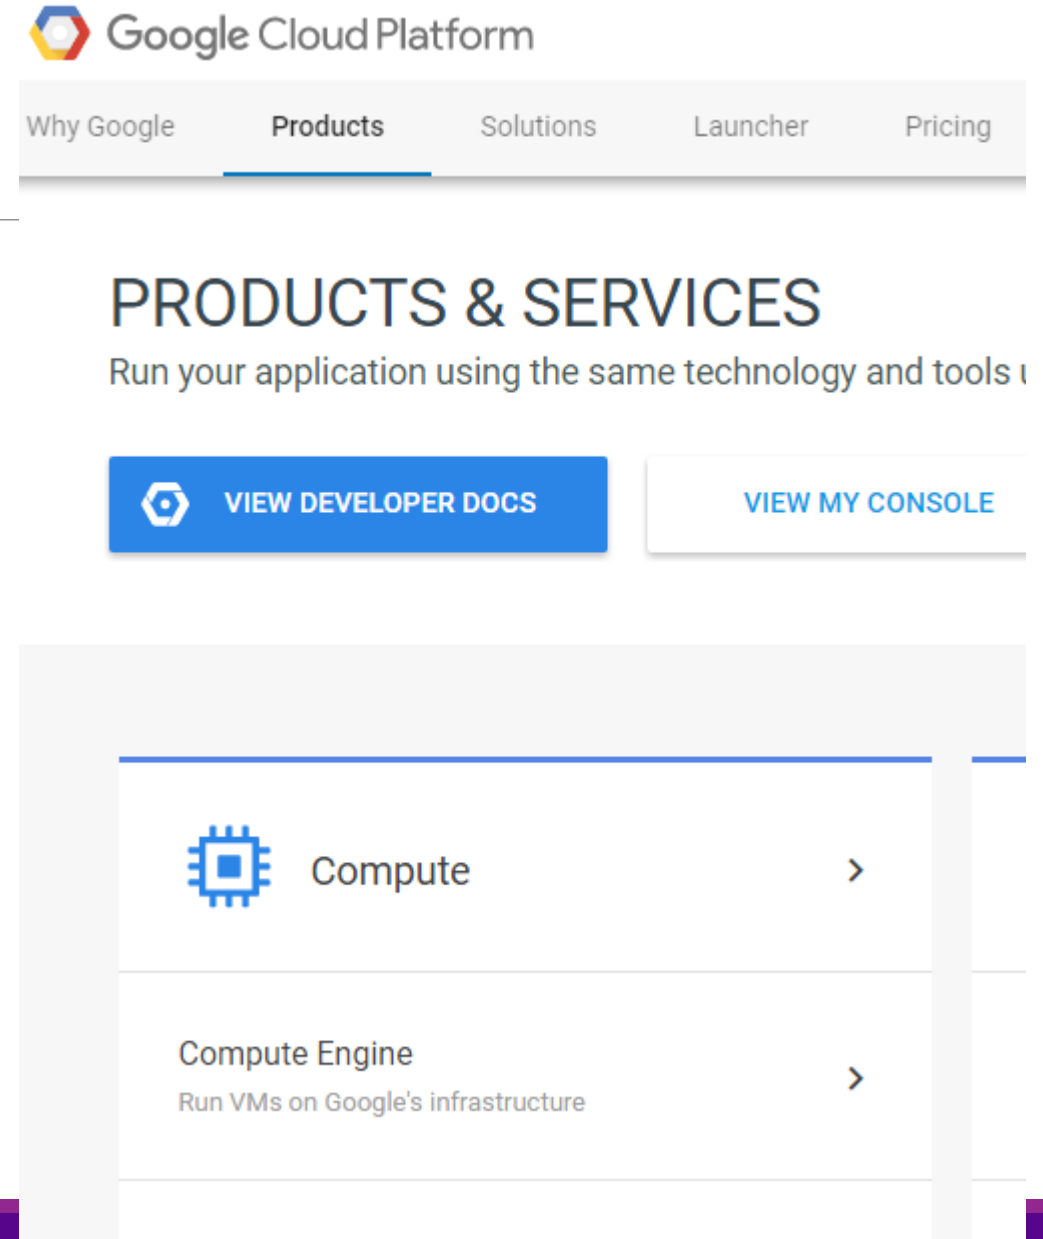 Google Cloud Platform
Why Google Products Solutions Launcher Pricing
PRODUCTS & SERVICES
Run your application using the same technology and tools
VIEW DEVELOPER DOCS VIEW MY CONSOLE
Compute
Compute Engine
Run VMs on Google's infrastructure